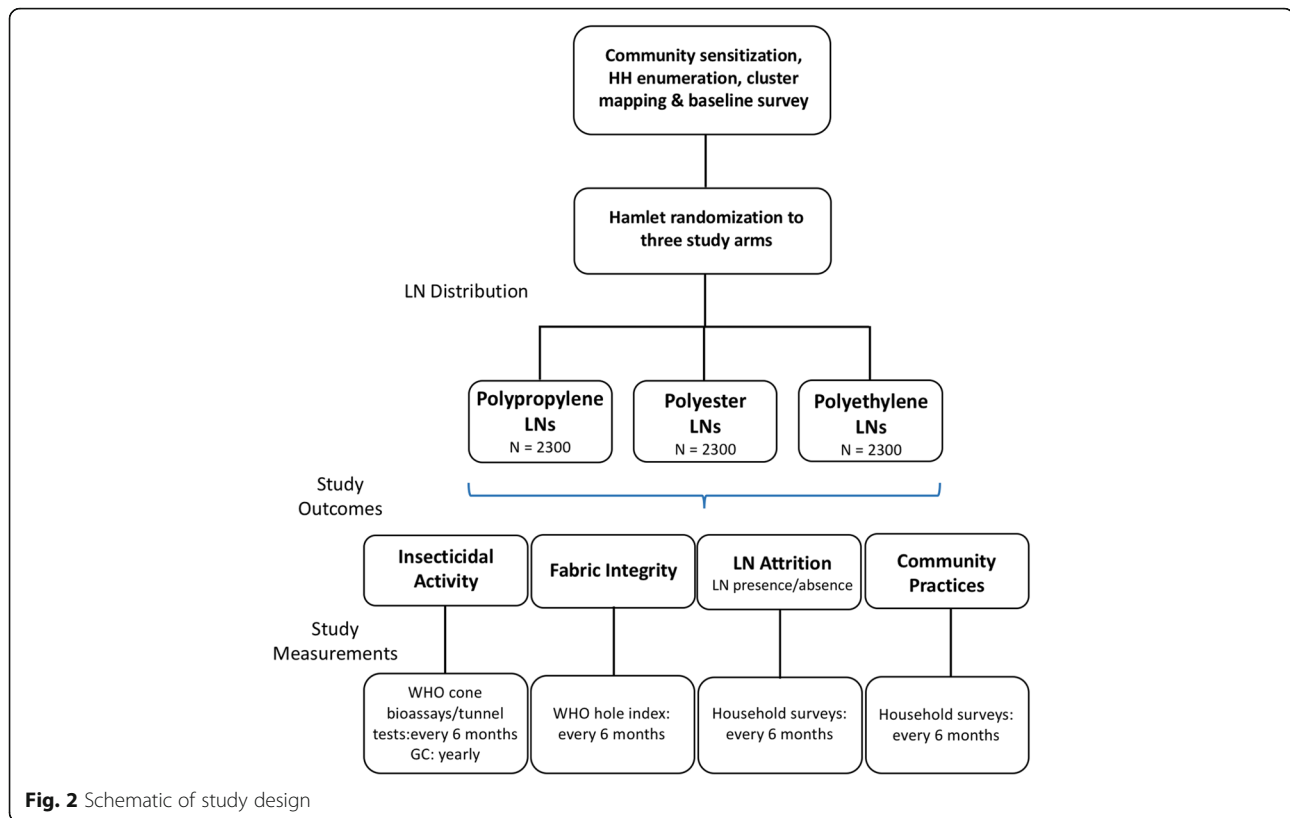 Community sensitization,
HH enumeration, cluster
mapping & baseline survey
Hamlet randomization to
three study arms
LN Distribution
Polypropylene
LNs
N = 2300
Polyester
LNs
N = 2300
Polyethylene
LNs
N = 2300
Study
Outcomes
Insecticidal
Activity
Fabric Integrity
LN Attrition
LN presence/absence
Community
Practices
Study
Measurements
WHO cone
bioassays/tunnel
tests:every 6 months
GC: yearly
WHO hole index:
every 6 months
Household surveys:
every 6 months
Household surveys:
every 6 months
Fig. 2 Schematic of study design